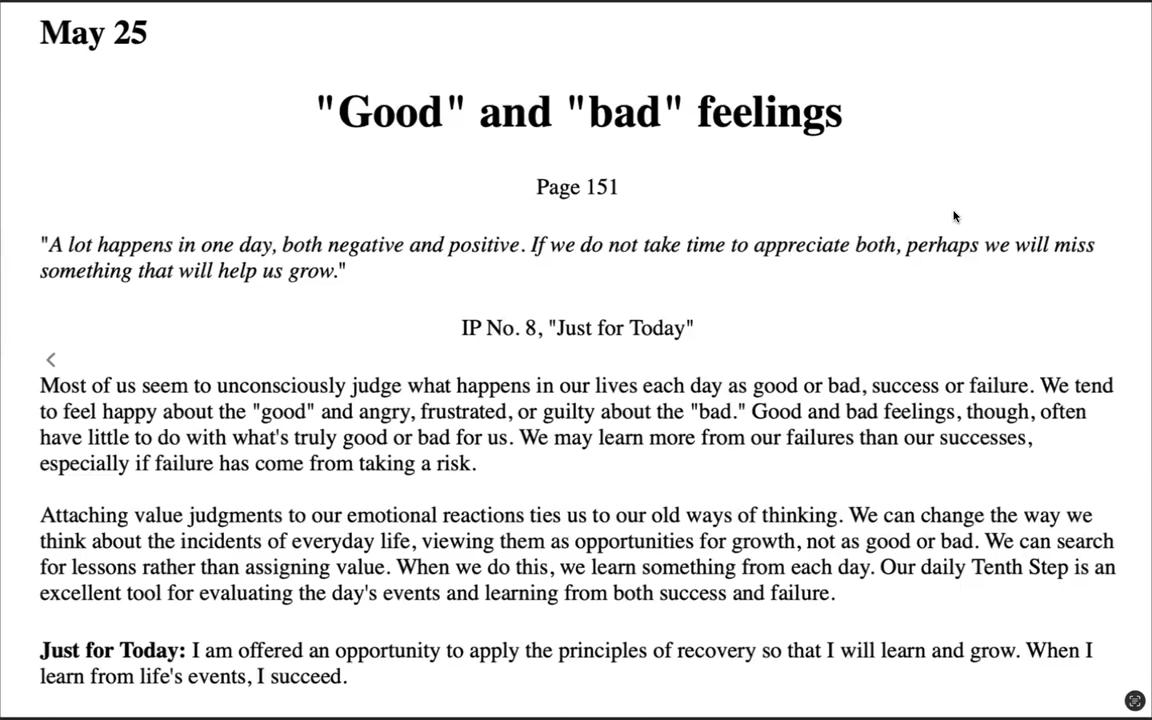 May 25
"Good" and "bad" feelings
Page 151
"A lot happens in one day, both negative and positive. If we do not take time to appreciate both, perhaps we will miss
something that will help us grow."
IP No. 8, "Just for Today"
Most of us seem to unconsciously judge what happens in our lives each day as good or bad, success or failure. We tend
to feel happy about the "good" and angry, frustrated, or guilty about the "bad." Good and bad feelings, though, often
have little to do with what's truly good or bad for us. We may learn more from our failures than our successes,
especially if failure has come from taking a risk.
Attaching value judgments to our emotional reactions ties us to our old ways of thinking. We can change the way we
think about the incidents of everyday life, viewing them as opportunities for growth, not as good or bad. We can search
for lessons rather than assigning value. When we do this, we learn something from each day. Our daily Tenth Step is an
excellent tool for evaluating the day's events and learning from both success and failure.
Just for Today: I am offered an opportunity to apply the principles of recovery so that I will learn and grow. When I
learn from life's events, I succeed.